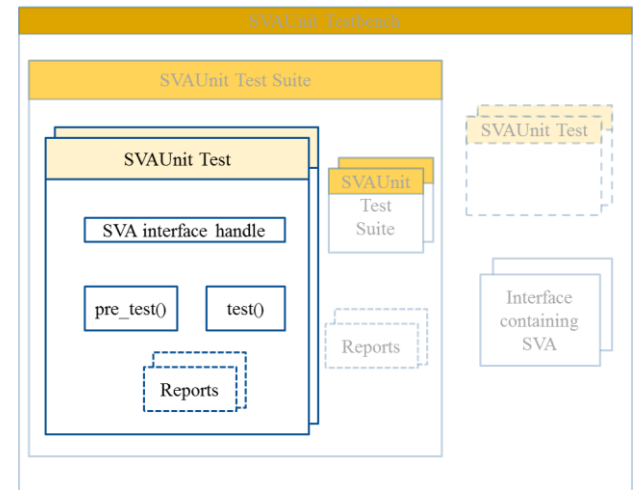 SVAUnit Testbench
SVAUnit Test Suite
SVAUnit Test
SVA interface handle
pre_test()
test()
Reports
SVAUnit
Test
Suite
Reports
SVAUnit Test
Interface
containing
SVA